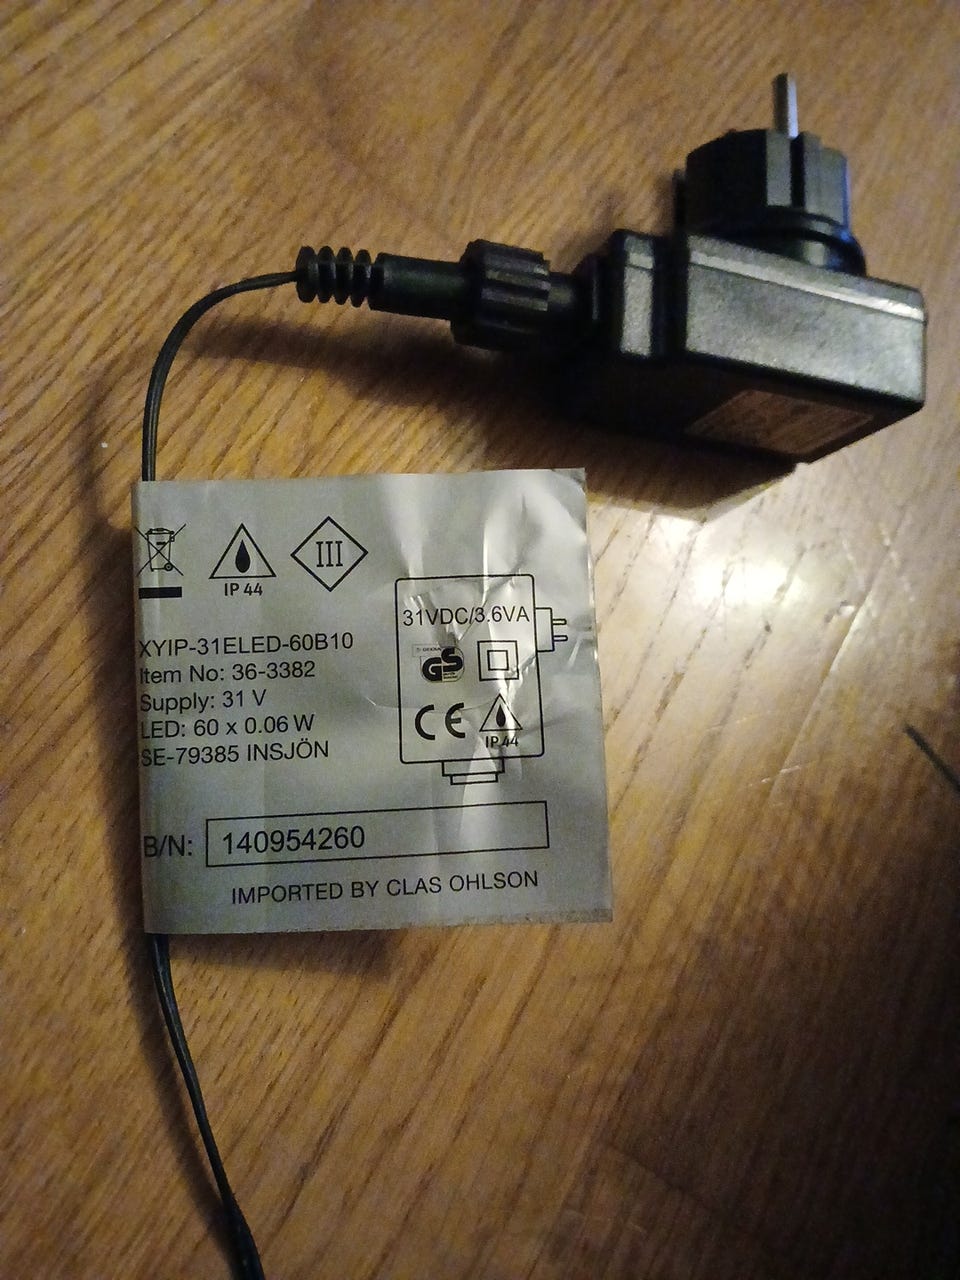 IP 44
III
31VDC/3.6VA
GS
CE
IP 44
XYIP-31ELED-60B10
Item No: 36-3382
Supply: 31 V
LED: 60 x 0.06 W
SE-79385 INSJÖN
B/N: 140954260
IMPORTED BY CLAS OHLSON